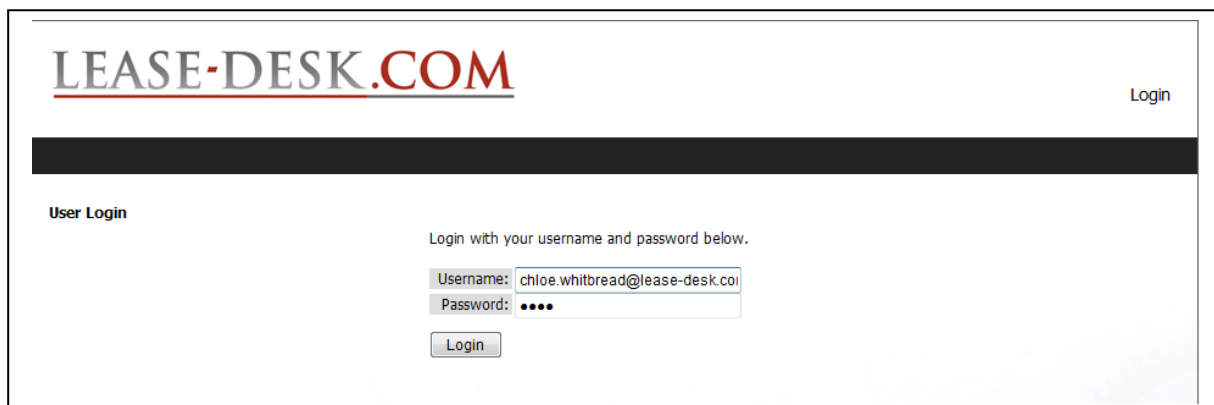 LEASE-DESK.COM
Login
User Login
Login with your username and password below.
Username: chloe.whitbread@lease-desk.co
Password: ••••
Login